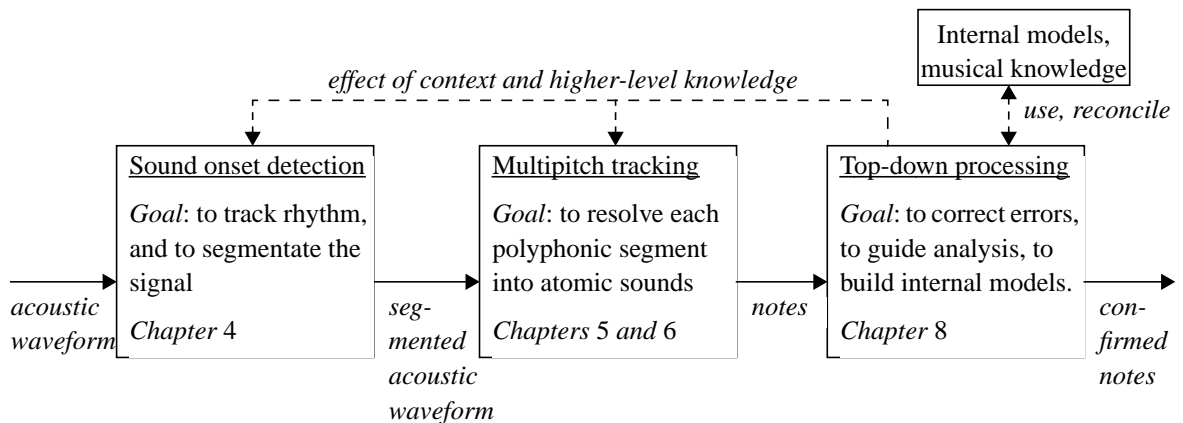 Internal models,
musical knowledge
effect of context and higher-level knowledge
use, reconcile
Sound onset detection
Goal: to track rhythm,
and to segmentate the
signal
Chapter 4
Multipitch tracking
Goal: to resolve each
polyphonic segment
into atomic sounds
Chapters 5 and 6
Top-down processing
Goal: to correct errors,
to guide analysis, to
build internal models.
Chapter 8
acoustic
waveform
seg-
mented
acoustic
waveform
notes
con-
firmed
notes